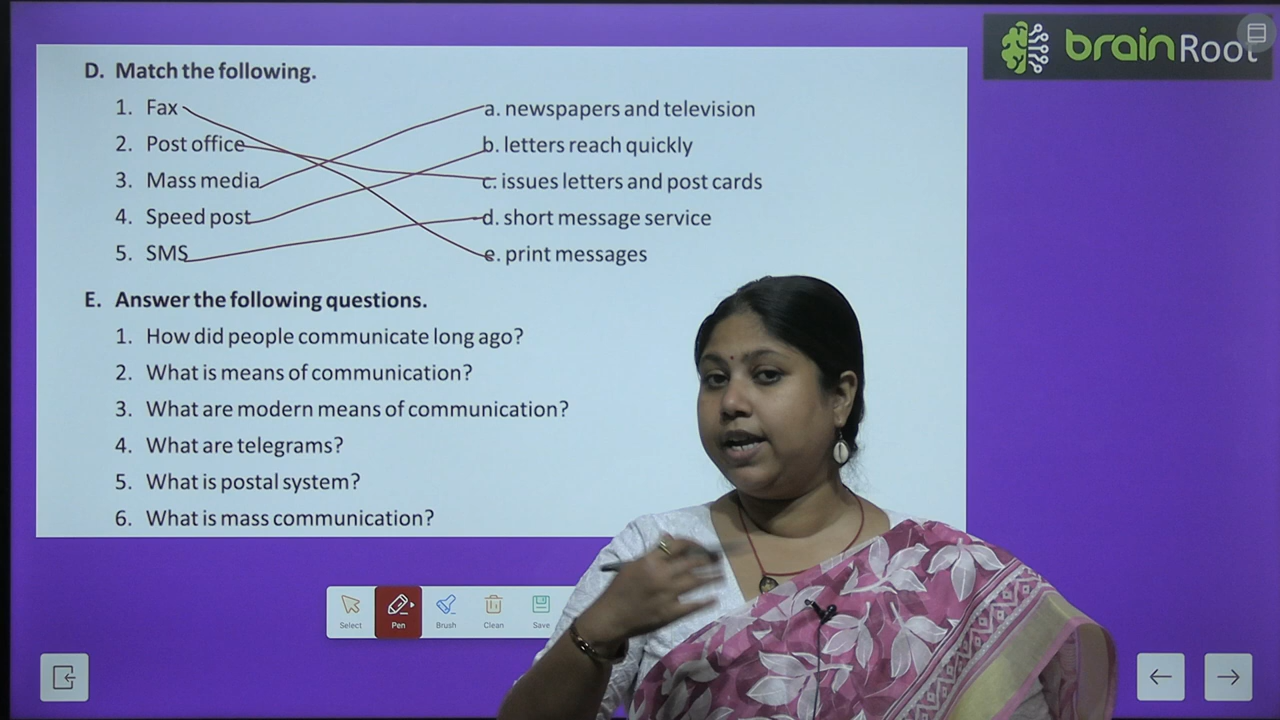 brainRoot
D. Match the following.
1. Fax
a. newspapers and television
2. Post office
b. letters reach quickly
3. Mass media
c. issues letters and post cards
4. Speed post
d. short message service
5. SMS
e. print messages
E. Answer the following questions.
1. How did people communicate long ago?
2. What is means of communication?
3. What are modern means of communication?
4. What are telegrams?
5. What is postal system?
6. What is mass communication?
Select
Pen
Brush
Clean
Save